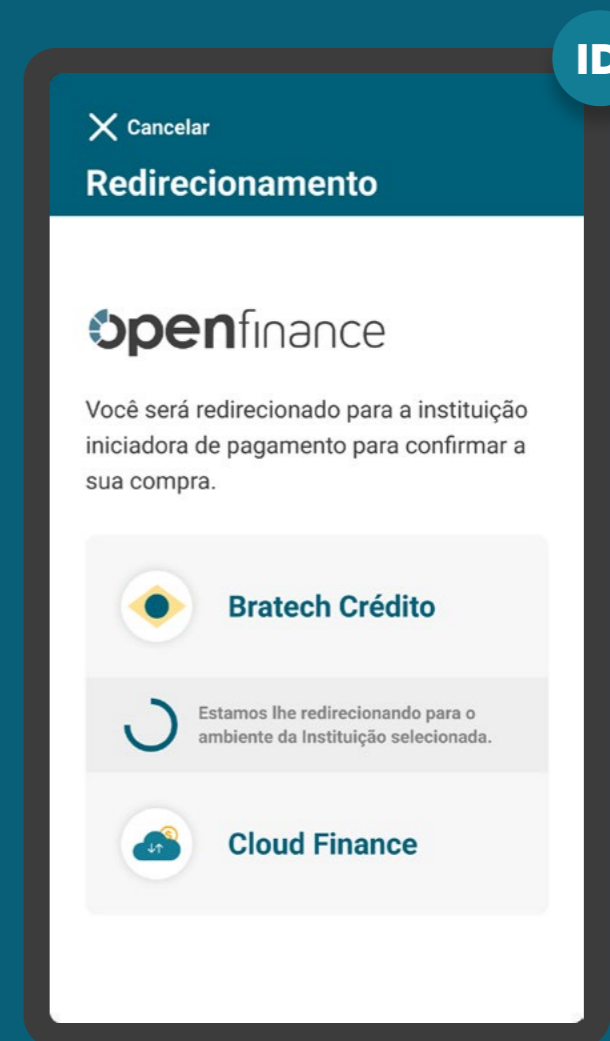 ID
Cancelar
Redirecionamento
openfinance
Você será redirecionado para a instituição
iniciadora de pagamento para confirmar a
sua compra.
Bratech Crédito
Estamos lhe redirecionando para o
ambiente da Instituição selecionada.
Cloud Finance